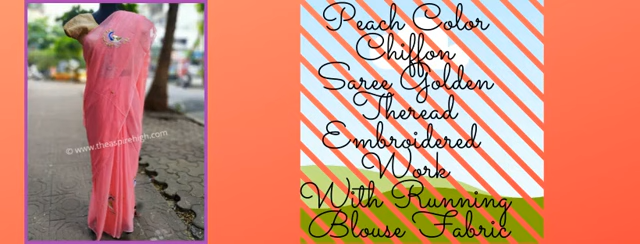 © www.theaspirehigh.com
Peach Color
Chiffon
Saree Golden
Theread
Embroidered
Work
With Running
Blouse Fabric